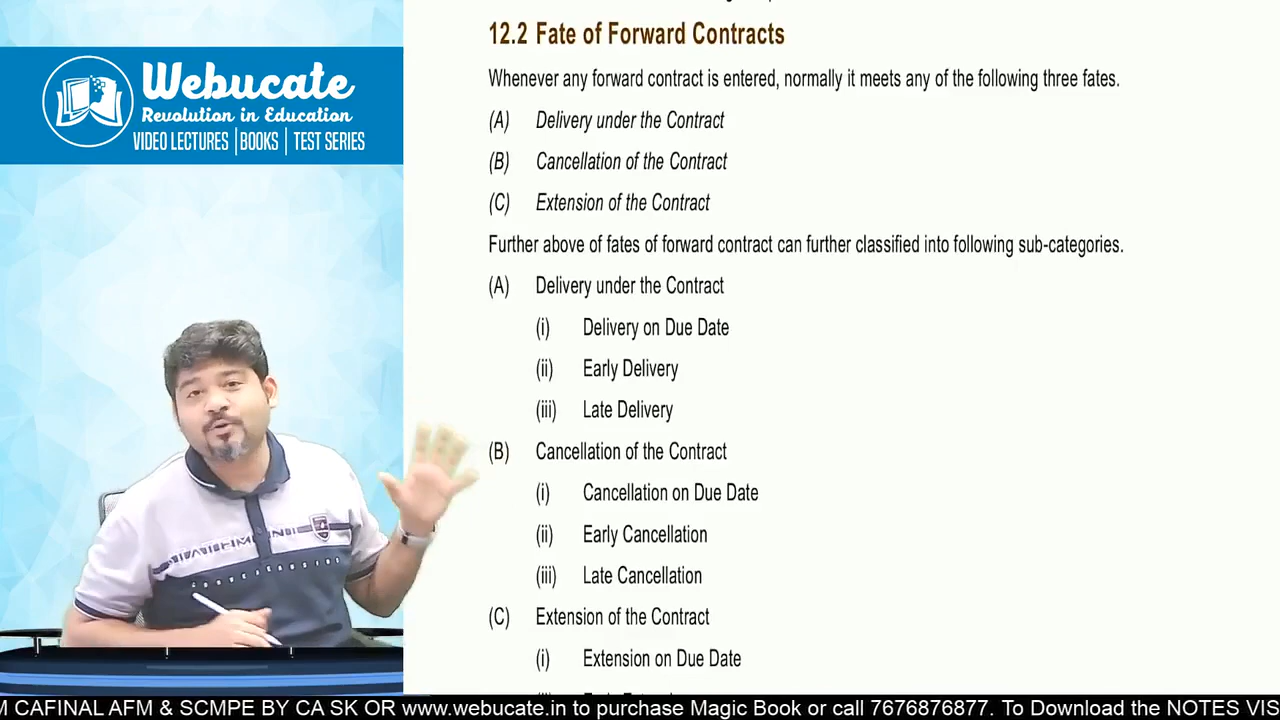 Webucate
Revolution in Education
VIDEO LECTURES | BOOKS | TEST SERIES
12.2 Fate of Forward Contracts
Whenever any forward contract is entered, normally it meets any of the following three fates.
(A) Delivery under the Contract
(B) Cancellation of the Contract
(C) Extension of the Contract
Further above of fates of forward contract can further classified into following sub-categories.
(A) Delivery under the Contract
(i) Delivery on Due Date
(ii) Early Delivery
(iii) Late Delivery
(B) Cancellation of the Contract
(i) Cancellation on Due Date
(ii) Early Cancellation
(iii) Late Cancellation
(C) Extension of the Contract
(i) Extension on Due Date
M CAFINAL AFM & SCMPE BY CA SK OR www.webucate.in to purchase Magic Book or call 7676876877. To Download the NOTES VIS